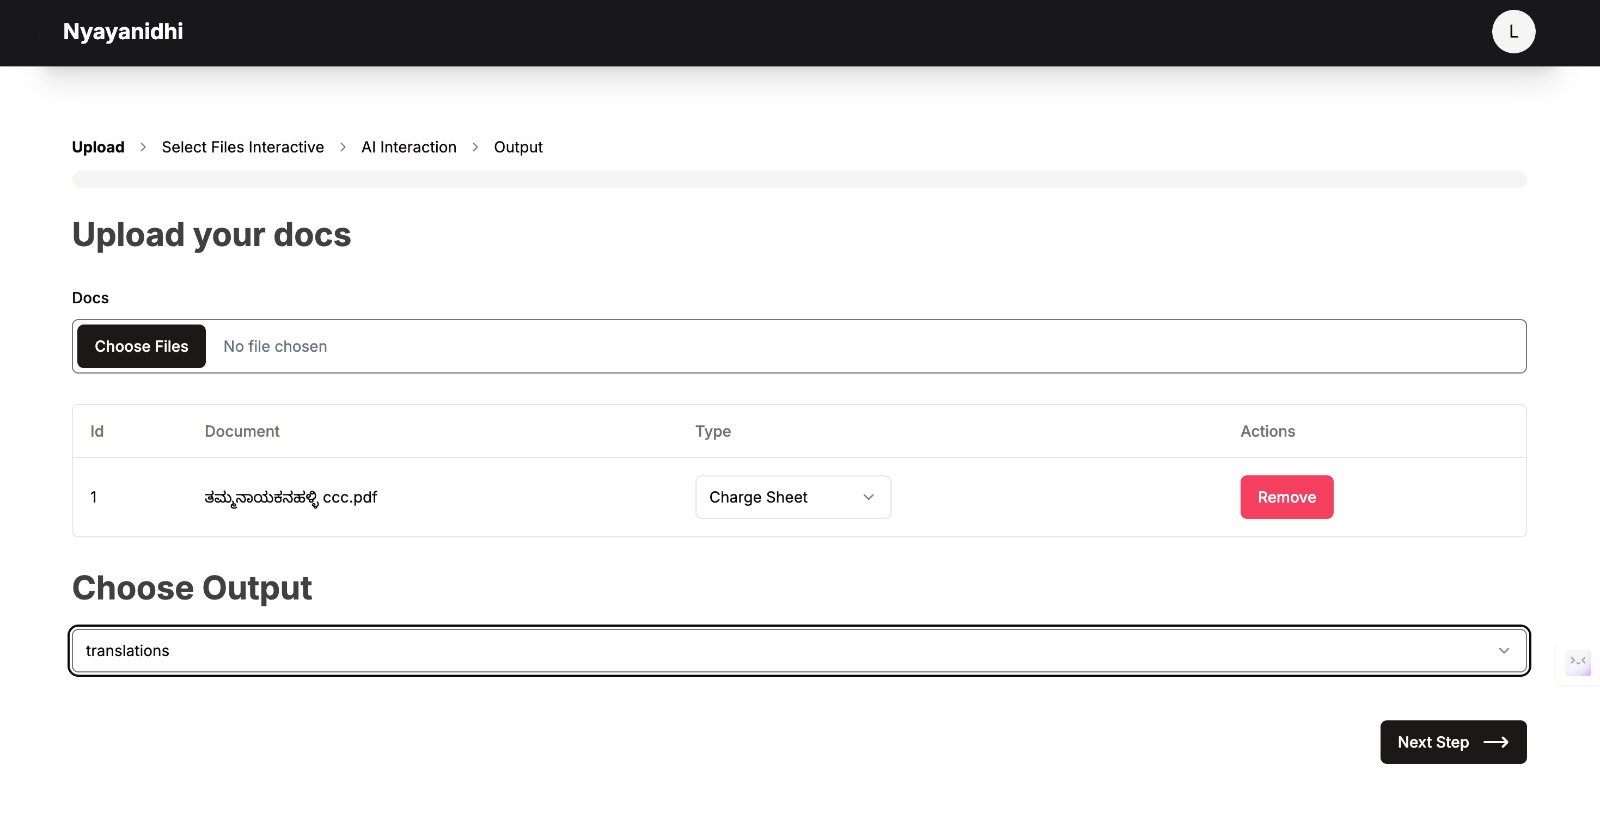 Nyayanidhi
L
Upload > Select Files Interactive > AI Interaction > Output
Upload your docs
Docs
Choose Files No file chosen
Id Document Type Actions
1 ತಮ್ಮನಾಯಕನಹಳ್ಳಿ ccc.pdf Charge Sheet Remove
Choose Output
translations
Next Step